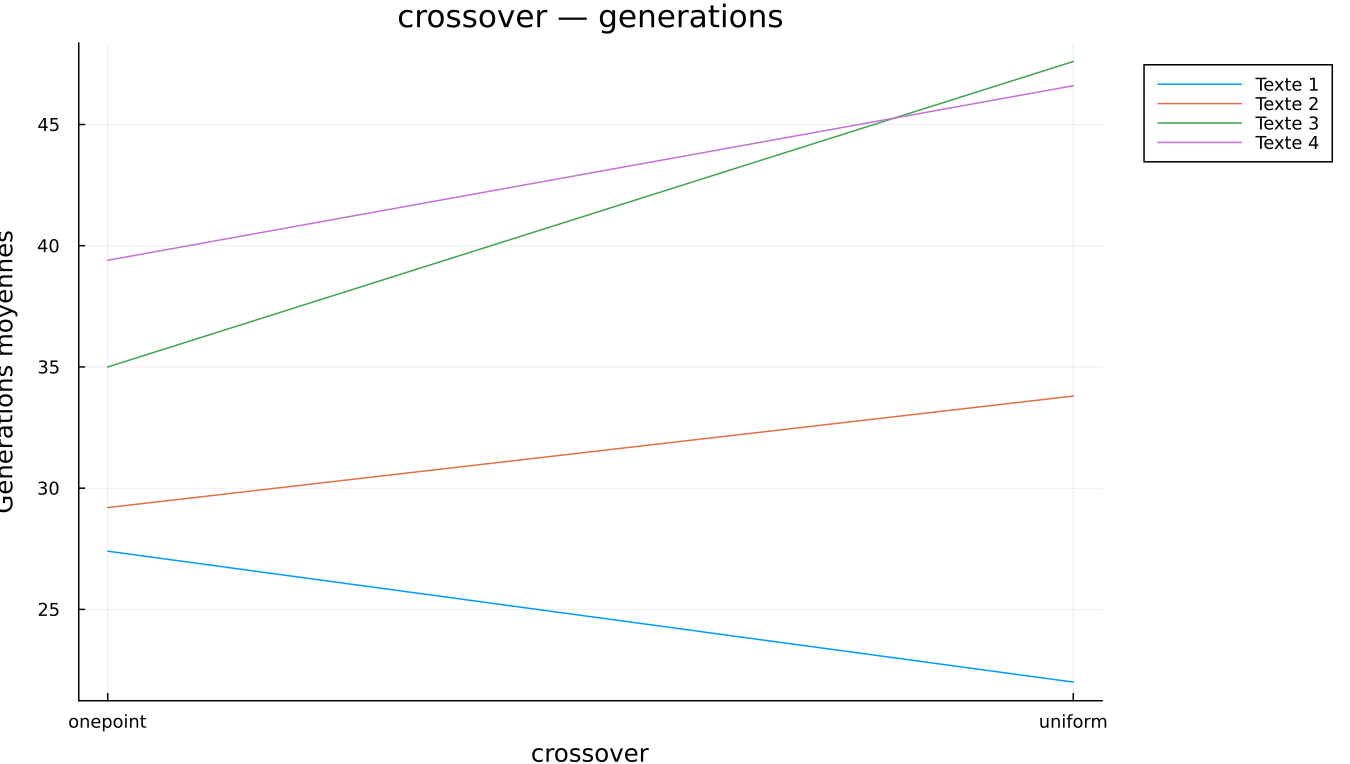 crossover — generations
Generations moyennes
45
40
35
30
25
onepoint
uniform
crossover
Texte 1
Texte 2
Texte 3
Texte 4